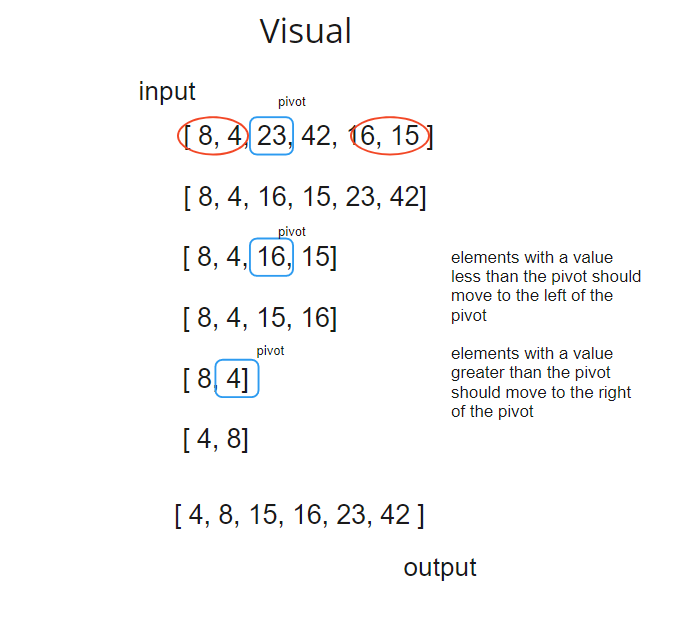 Visual
input
pivot
[ 8, 4, 23, 42, 16, 15 ]
[ 8, 4, 16, 15, 23, 42]
pivot
[ 8, 4, 16, 15]
elements with a value
less than the pivot should
move to the left of the
pivot
[ 8, 4, 15, 16]
pivot
elements with a value
greater than the pivot
should move to the right
of the pivot
[ 8, 4]
[ 4, 8]
[ 4, 8, 15, 16, 23, 42 ]
output